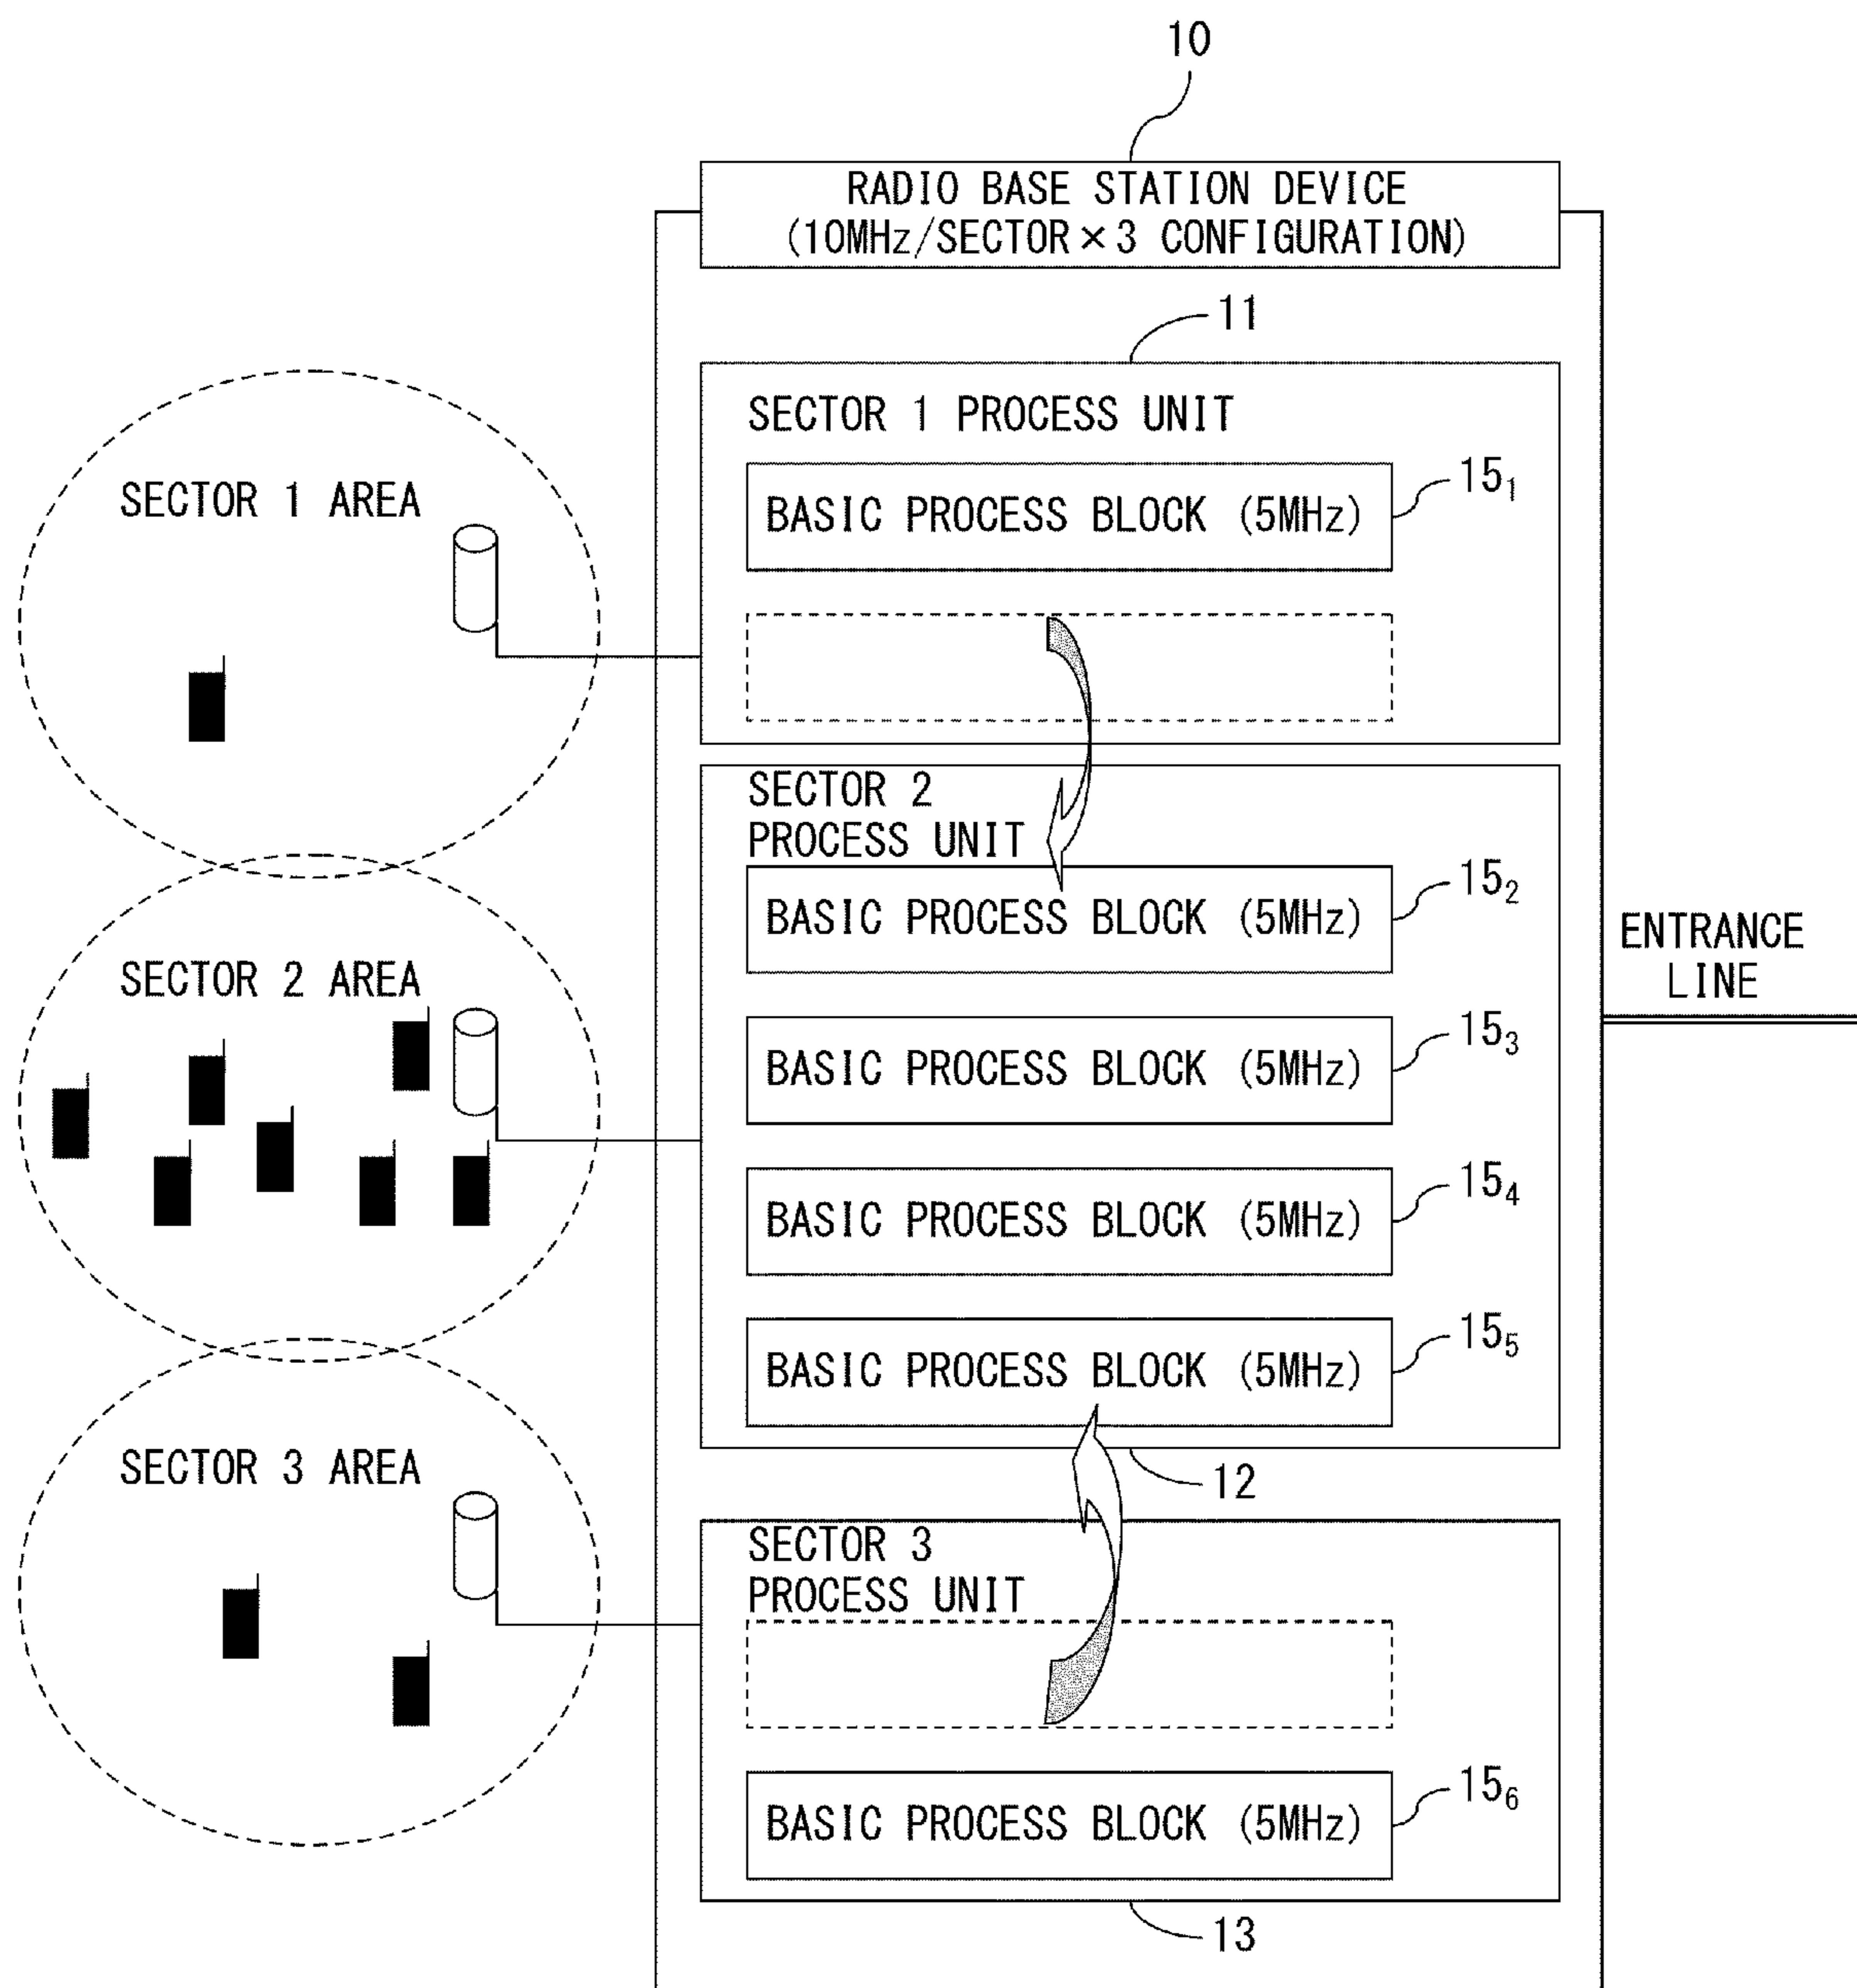 10
RADIO BASE STATION DEVICE
(10MHz/SECTOR×3 CONFIGURATION)
11
SECTOR 1 PROCESS UNIT
SECTOR 1 AREA
BASIC PROCESS BLOCK (5MHz)
15₁
SECTOR 2
PROCESS UNIT
BASIC PROCESS BLOCK (5MHz)
15₂
ENTRANCE
LINE
SECTOR 2 AREA
BASIC PROCESS BLOCK (5MHz)
15₃
BASIC PROCESS BLOCK (5MHz)
15₄
BASIC PROCESS BLOCK (5MHz)
15₅
SECTOR 3 AREA
12
SECTOR 3
PROCESS UNIT
BASIC PROCESS BLOCK (5MHz)
15₆
13